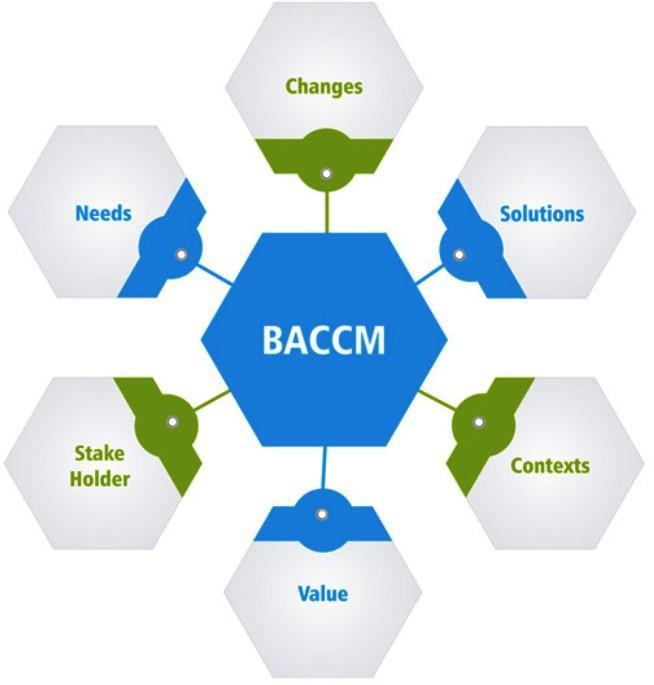 Changes
Needs
Solutions
BACCM
Stake
Holder
Contexts
Value